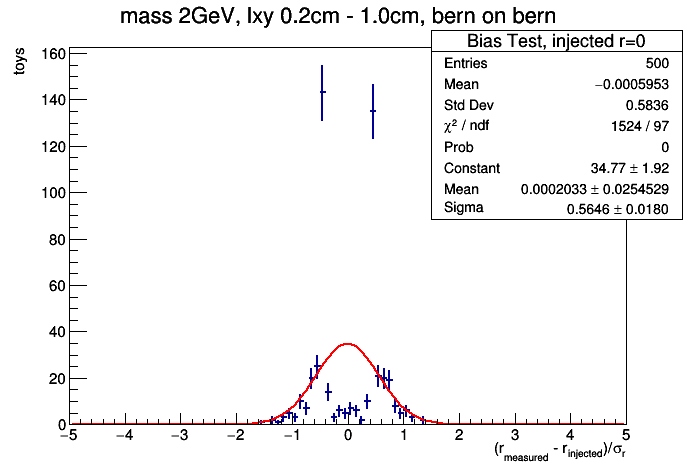 mass 2GeV, lxy 0.2cm - 1.0cm, bern on bern
Bias Test, injected r=0
Entries 500
Mean −0.0005953
Std Dev 0.5836
χ² / ndf 1524 / 97
Prob 0
Constant 34.77 ± 1.92
Mean 0.0002033 ± 0.0254529
Sigma 0.5646 ± 0.0180
toys
160
140
120
100
80
60
40
20
0
−5 −4 −3 −2 −1 0 1 2 3 4 5
(r_measured - r_injected)/σ_r